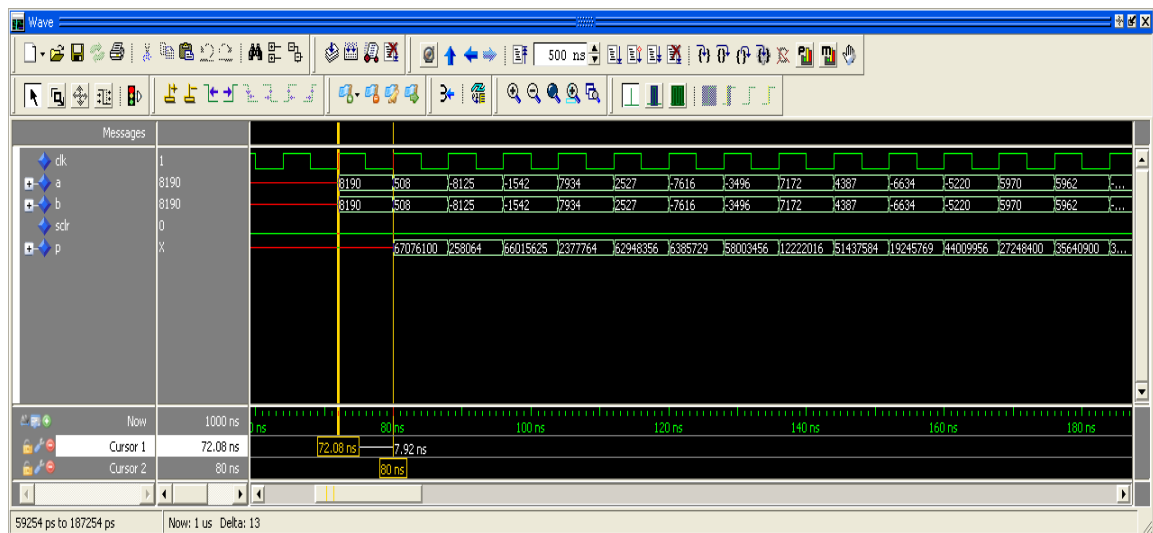 Wave
500 ns
Messages
clk 1
a 8190 8190 508 -8125 -1542 7934 2527 -7616 -3496 7172 4387 -6634 -5220 5970 5962 -...
b 8190 8190 508 -8125 -1542 7934 2527 -7616 -3496 7172 4387 -6634 -5220 5970 5962 -...
sclr 0
p X 67076100 258064 66015625 2377764 62948356 6385729 58003456 12222016 51437584 19245769 44009956 27248400 35640900 3...
Now 1000 ns ns 80 ns 100 ns 120 ns 140 ns 160 ns 180 ns
Cursor 1 72.08 ns 72.08 ns 7.92 ns
Cursor 2 80 ns 80 ns
59254 ps to 187254 ps Now: 1 us Delta: 13